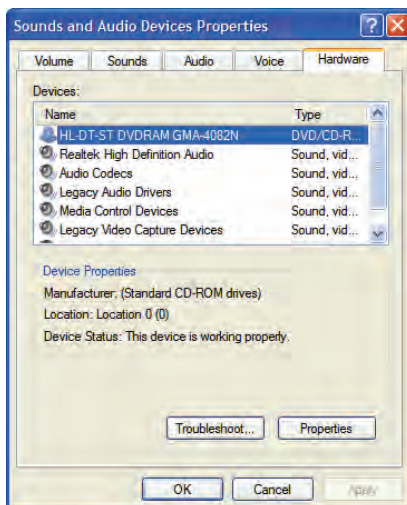 Sounds and Audio Devices Properties
Volume Sounds Audio Voice Hardware
Devices:
Name Type
HL-DT-ST DVDRAM GMA-4082N DVD/CD-R...
Realtek High Definition Audio Sound, vid...
Audio Codecs Sound, vid...
Legacy Audio Drivers Sound, vid...
Media Control Devices Sound, vid...
Legacy Video Capture Devices Sound, vid...
Device Properties
Manufacturer: (Standard CD-ROM drives)
Location: Location 0 (0)
Device Status: This device is working properly.
Troubleshoot... Properties
OK Cancel Apply